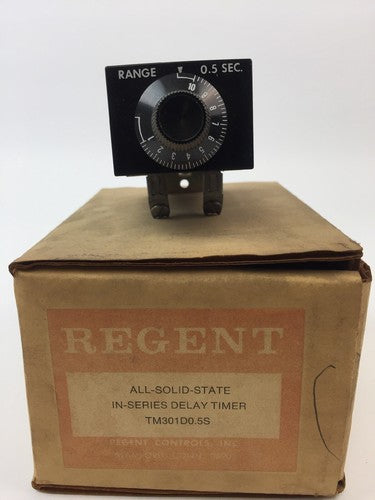 RANGE 0.5 SEC.
10
9
8
7
6
5
4
3
2
1
REGENT
ALL-SOLID-STATE
IN-SERIES DELAY TIMER
TM301D0.5S
REGENT CONTROLS, INC.